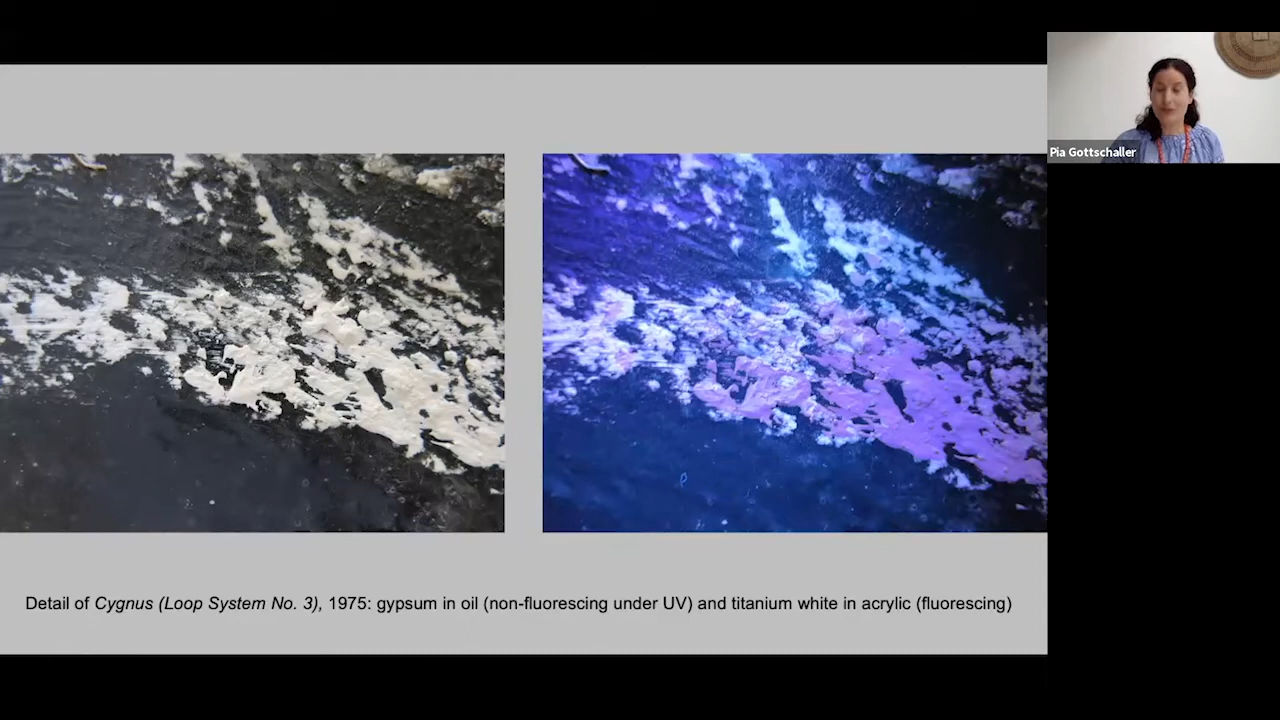 Pia Gottschaller
Detail of Cygnus (Loop System No. 3), 1975: gypsum in oil (non-fluorescing under UV) and titanium white in acrylic (fluorescing)